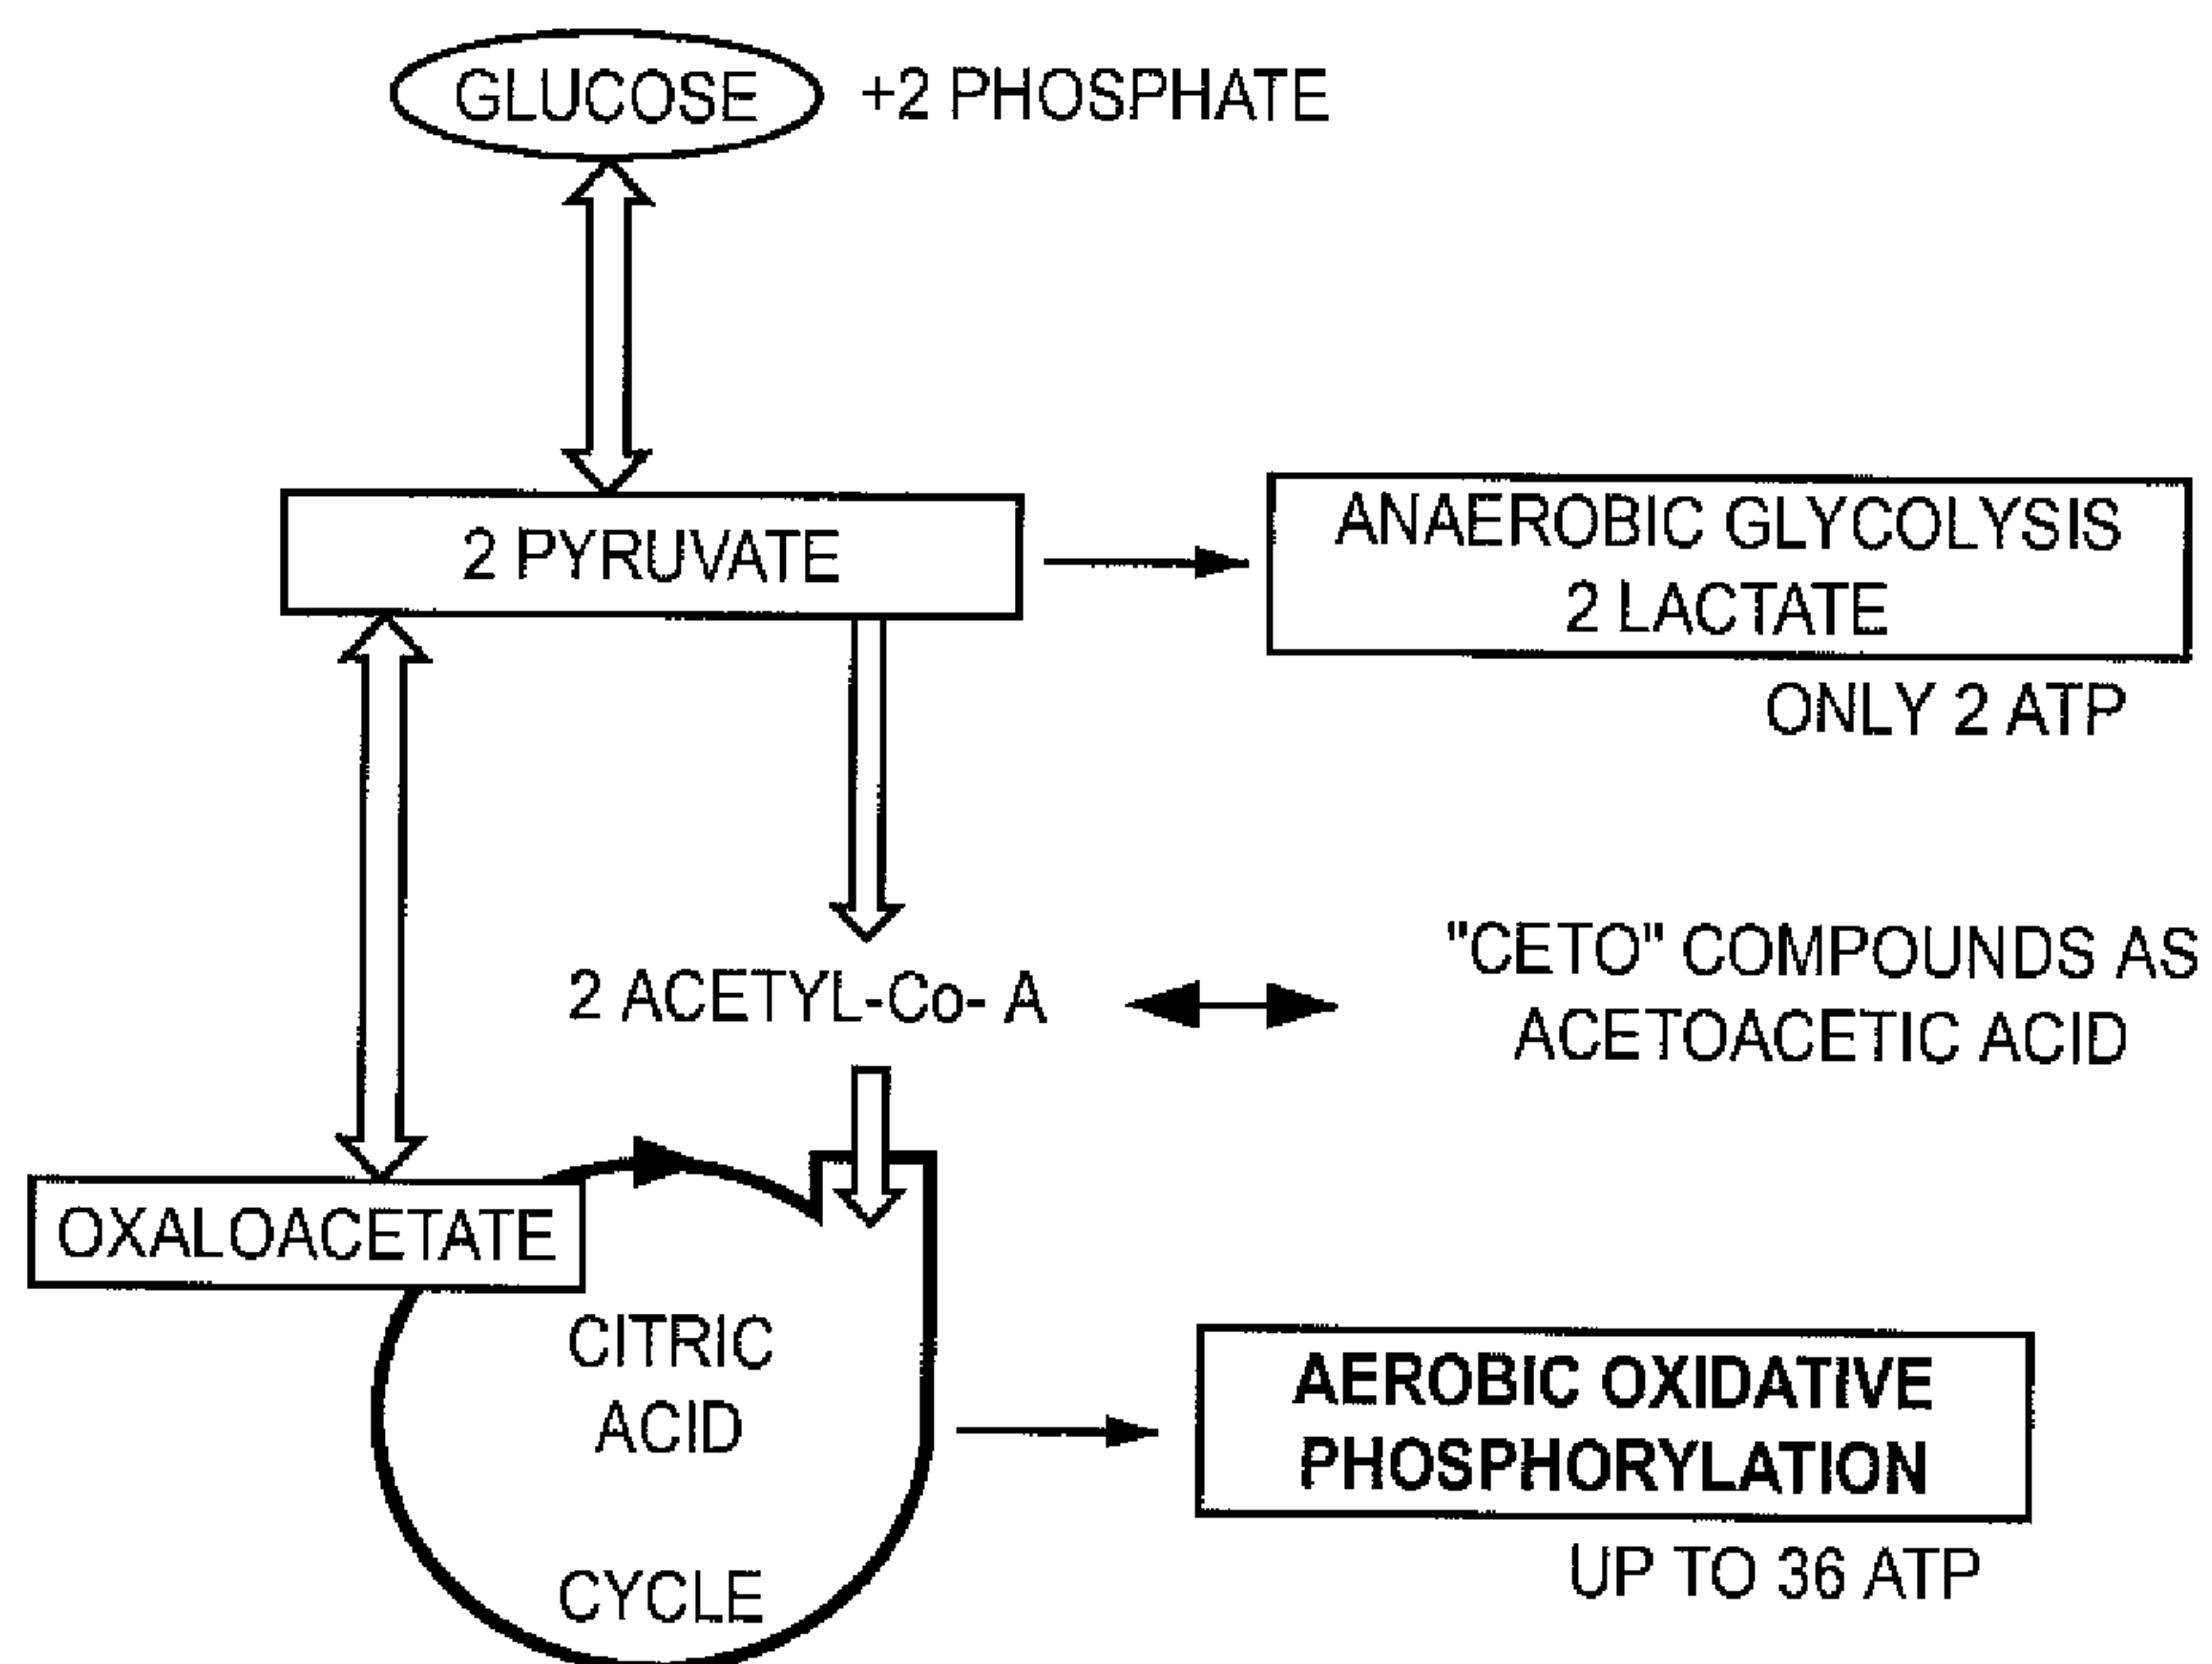 GLUCOSE +2 PHOSPHATE
2 PYRUVATE
ANAEROBIC GLYCOLYSIS
2 LACTATE
ONLY 2 ATP
2 ACETYL-Co- A
"CETO" COMPOUNDS AS
ACETOACETIC ACID
OXALOACETATE
CITRIC
ACID
CYCLE
AEROBIC OXIDATIVE
PHOSPHORYLATION
UP TO 36 ATP